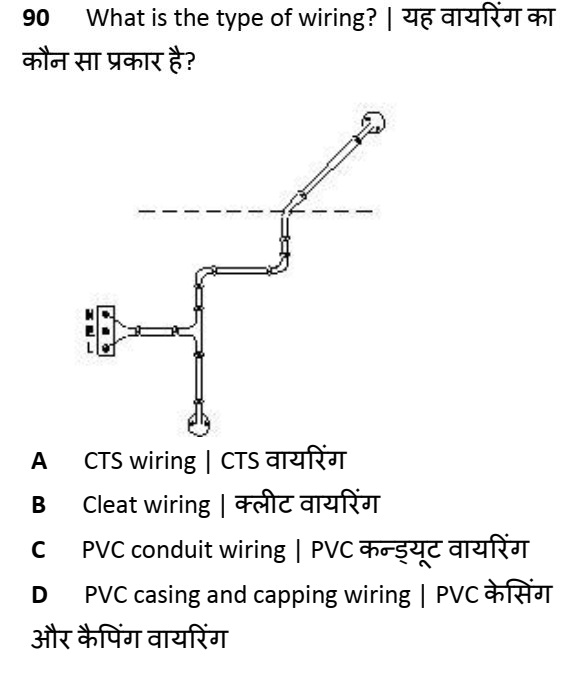 90 What is the type of wiring? | यह वायरिंग का
कौन सा प्रकार है?
N
E
L
A CTS wiring | CTS वायरिंग
B Cleat wiring | क्लीट वायरिंग
C PVC conduit wiring | PVC कन्ड्यूट वायरिंग
D PVC casing and capping wiring | PVC केसिंग
और कैपिंग वायरिंग